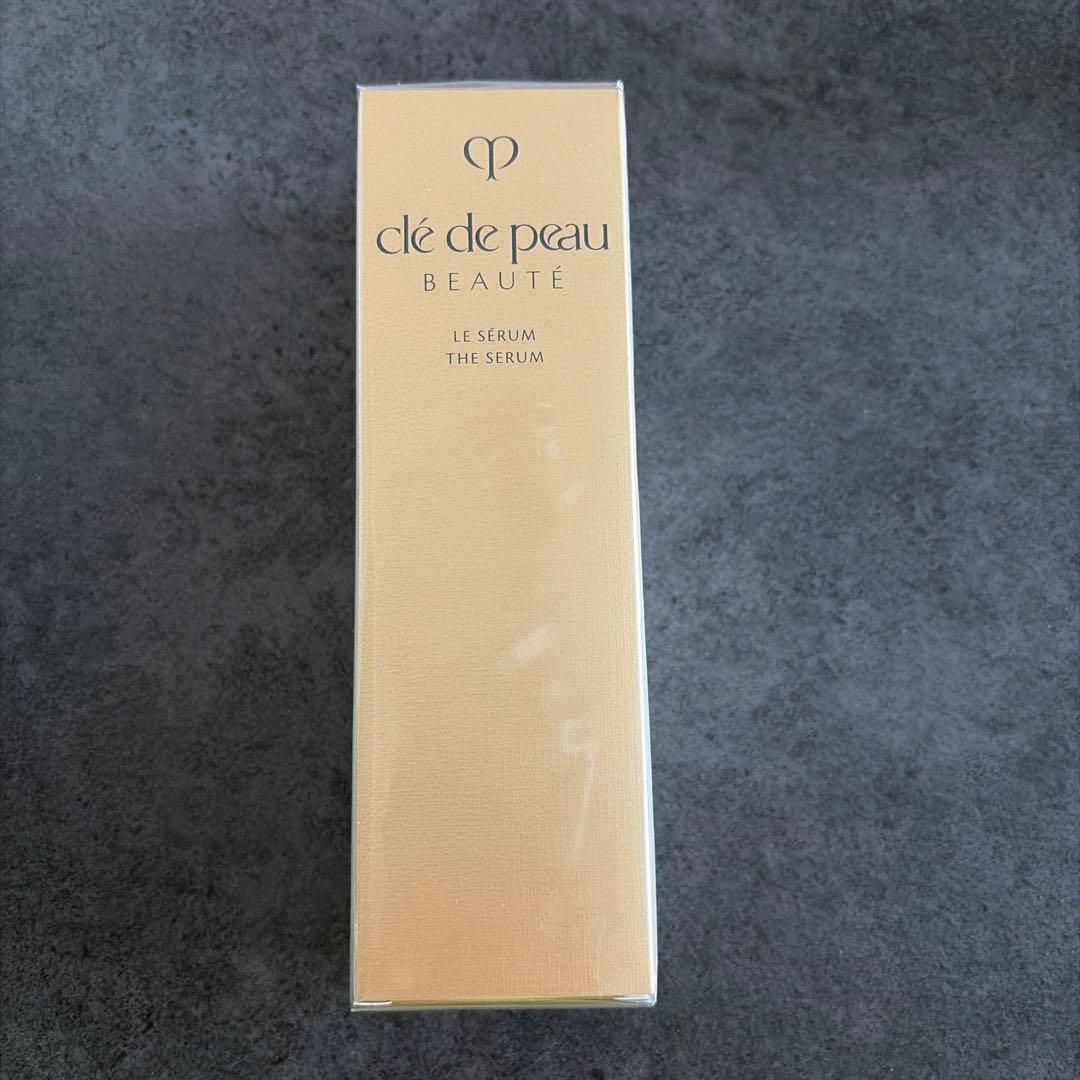 clé de peau
BEAUTÉ
LE SÉRUM
THE SERUM